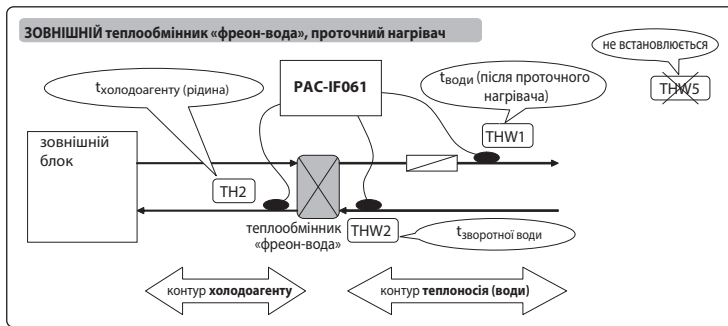 ЗОВНІШНІЙ теплообмінник «фреон-вода», проточний нагрівач
не встановлюється
THW5
tхолодоагенту (рідина)
PAC-IF061
tводи (після проточного
нагрівача)
THW1
зовнішній
блок
TH2
теплообмінник
«фреон-вода»
THW2
tзворотної води
контур холодоагенту
контур теплоносія (води)